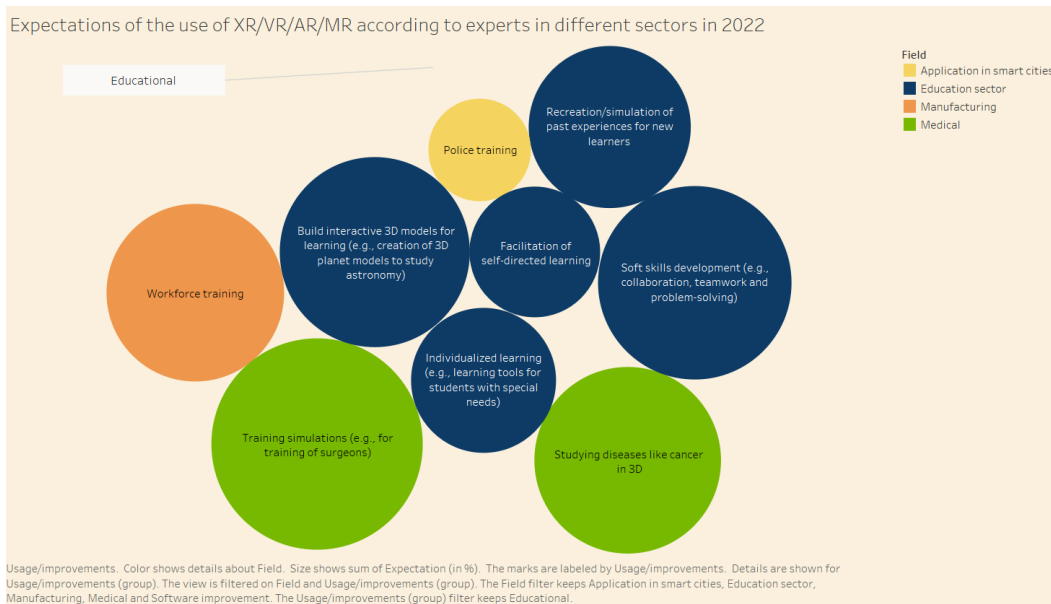 Expectations of the use of XR/VR/AR/MR according to experts in different sectors in 2022
Educational
Field
Application in smart cities
Education sector
Manufacturing
Medical
Recreation/simulation of
past experiences for new
learners
Police training
Build interactive 3D models for
learning (e.g., creation of 3D
planet models to study
astronomy)
Facilitation of
self-directed learning
Soft skills development (e.g.,
collaboration, teamwork and
problem-solving)
Workforce training
Individualized learning
(e.g., learning tools for
students with special
needs)
Training simulations (e.g., for
training of surgeons)
Studying diseases like cancer
in 3D
Usage/improvements.  Color shows details about Field.  Size shows sum of Expectation (in %).  The marks are labeled by Usage/improvements.  Details are shown for
Usage/improvements (group). The view is filtered on Field and Usage/improvements (group). The Field filter keeps Application in smart cities, Education sector,
Manufacturing, Medical and Software improvement. The Usage/improvements (group) filter keeps Educational.